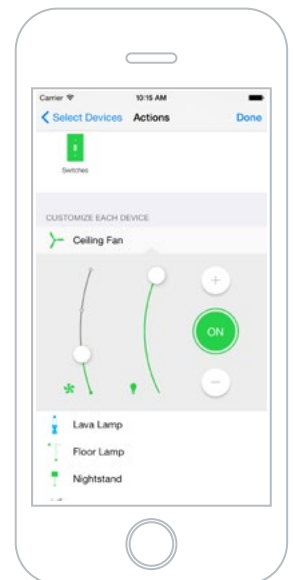 Carrier 10:15 AM
Select Devices Actions Done
Switches
CUSTOMIZE EACH DEVICE
Ceiling Fan
+
ON
−
Lava Lamp
Floor Lamp
Nightstand